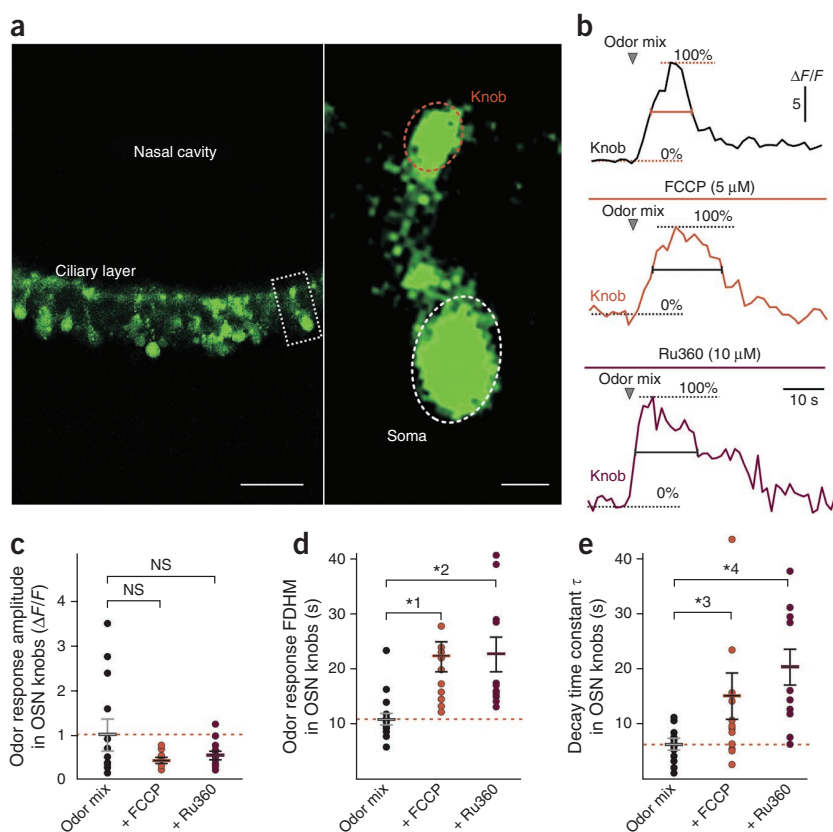 a
Nasal cavity
Ciliary layer
Knob
Soma
b
Odor mix
100%
ΔF/F
5
Knob
0%
FCCP (5 μM)
Odor mix
100%
Knob
0%
Ru360 (10 μM)
Odor mix
100%
10 s
Knob
0%
c
Odor response amplitude
in OSN knobs (ΔF/F)
5
4
3
2
1
0
NS
NS
Odor mix
+ FCCP
+ Ru360
d
Odor response FDHM
in OSN knobs (s)
40
30
20
10
*2
*1
Odor mix
+ FCCP
+ Ru360
e
Decay time constant τ
in OSN knobs (s)
40
30
20
10
0
*4
*3
Odor mix
+ FCCP
+ Ru360